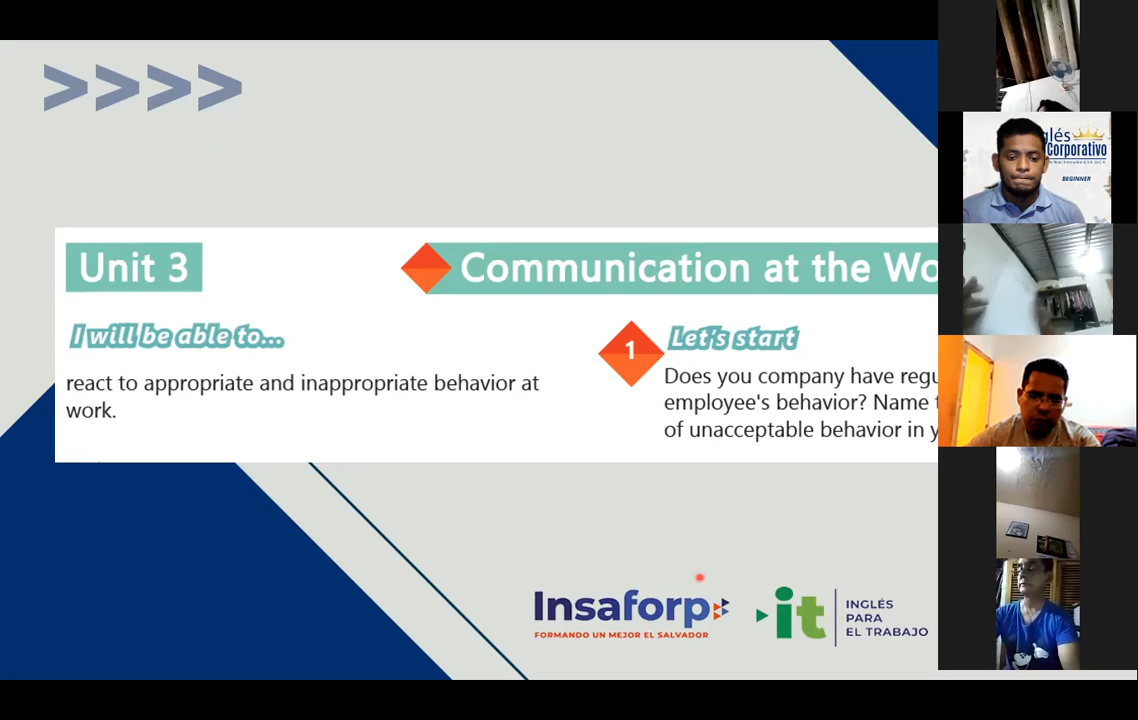 >>>>
Unit 3
Communication at the Wo
I will be able to...
react to appropriate and inappropriate behavior at
work.
1
Let's start
Does you company have regu
employee's behavior? Name
of unacceptable behavior in y
Insaforp
FORMANDO UN MEJOR EL SALVADOR
it
INGLÉS
PARA
EL TRABAJO
glés
Corporativo
BEGINNER